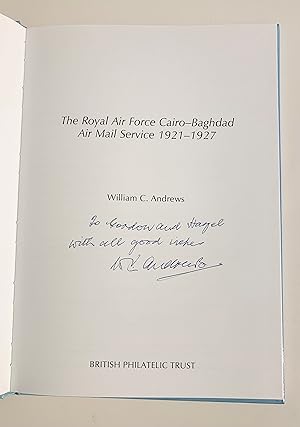 The Royal Air Force Cairo–Baghdad
Air Mail Service 1921–1927
William C. Andrews
To Gordon and Hazel
with all good wishes
W C Andrews
BRITISH PHILATELIC TRUST